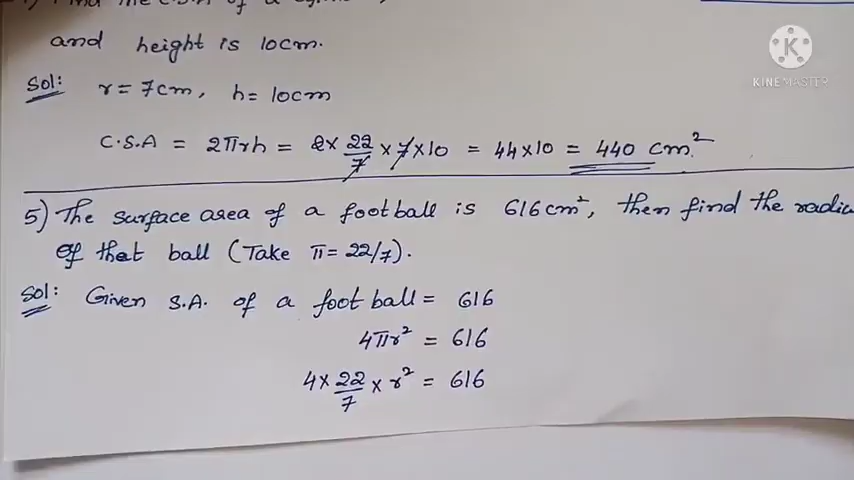 and height is 10cm.
Sol: r = 7cm, h = 10cm
C.S.A = 2πrh = 2 × 22/7 × 7 × 10 = 44 × 10 = 440 cm²
5) The surface area of a football is 616 cm², then find the
of that ball (Take π = 22/7).
Sol: Given S.A. of a foot ball = 616
4πr² = 616
4 × 22/7 × r² = 616
K
KINEMASTER